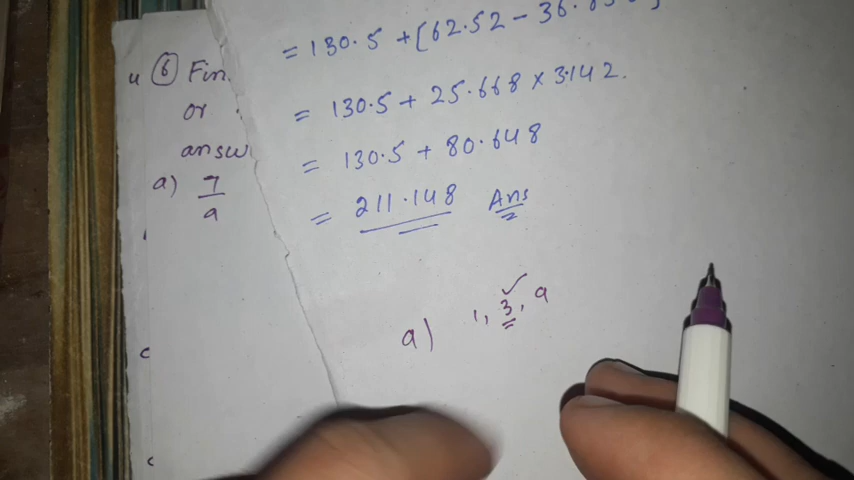 = 130.5 + [62.52 - 36.
= 130.5 + 25.668 × 3.142.
= 130.5 + 80.648
= 211.148 Ans
a) 1, 3, 9
u 6 Fin
or
answ
a) 7/9
c
c